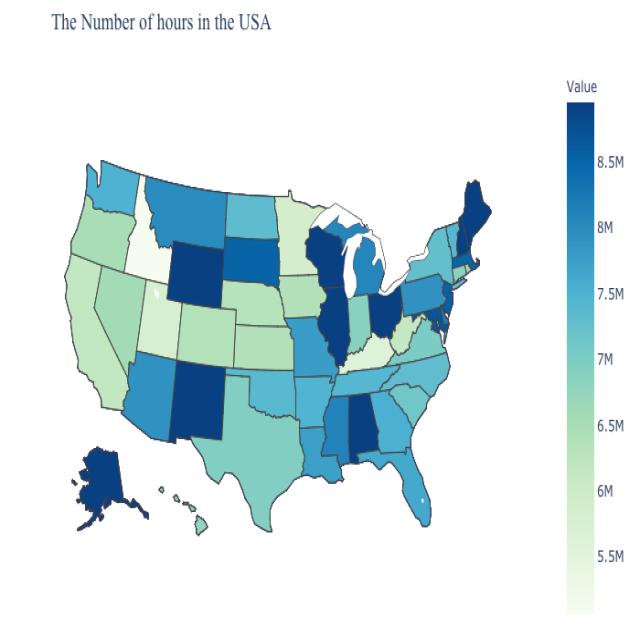 The Number of hours in the USA
Value
8.5M
8M
7.5M
7M
6.5M
6M
5.5M